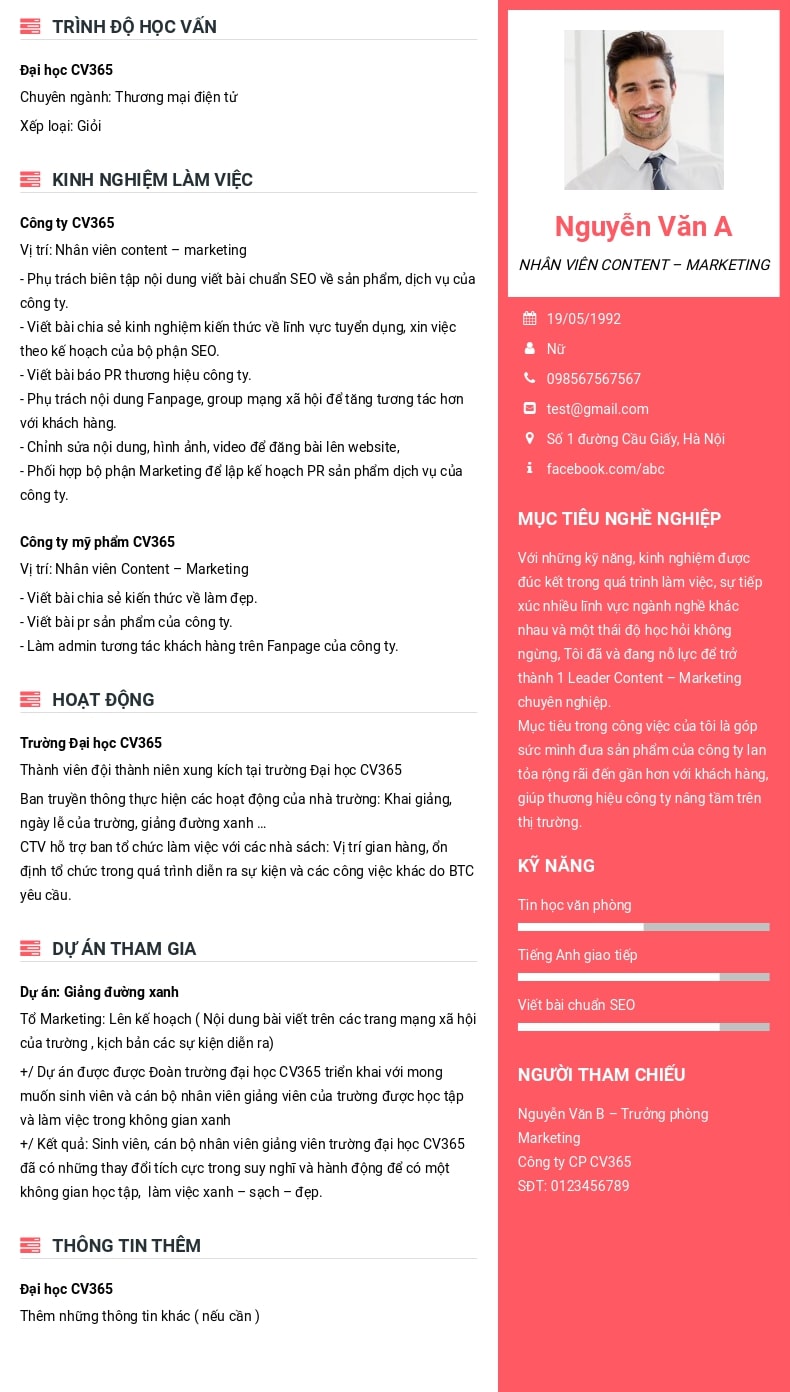 TRÌNH ĐỘ HỌC VẤN
Đại học CV365
Chuyên ngành: Thương mại điện tử
Xếp loại: Giỏi
KINH NGHIỆM LÀM VIỆC
Công ty CV365
Vị trí: Nhân viên content – marketing
- Phụ trách biên tập nội dung viết bài chuẩn SEO về sản phẩm, dịch vụ của
công ty.
- Viết bài chia sẻ kinh nghiệm kiến thức về lĩnh vực tuyển dụng, xin việc
theo kế hoạch của bộ phận SEO.
- Viết bài báo PR thương hiệu công ty.
- Phụ trách nội dung Fanpage, group mạng xã hội để tăng tương tác hơn
với khách hàng.
- Chỉnh sửa nội dung, hình ảnh, video để đăng bài lên website,
- Phối hợp bộ phận Marketing để lập kế hoạch PR sản phẩm dịch vụ của
công ty.
Công ty mỹ phẩm CV365
Vị trí: Nhân viên Content – Marketing
- Viết bài chia sẻ kiến thức về làm đẹp.
- Viết bài pr sản phẩm của công ty.
- Làm admin tương tác khách hàng trên Fanpage của công ty.
HOẠT ĐỘNG
Trường Đại học CV365
Thành viên đội thành niên xung kích tại trường Đại học CV365
Ban truyền thông thực hiện các hoạt động của nhà trường: Khai giảng,
ngày lễ của trường, giảng đường xanh ...
CTV hỗ trợ ban tổ chức làm việc với các nhà sách: Vị trí gian hàng, ổn
định tổ chức trong quá trình diễn ra sự kiện và các công việc khác do BTC
yêu cầu.
DỰ ÁN THAM GIA
Dự án: Giảng đường xanh
Tổ Marketing: Lên kế hoạch ( Nội dung bài viết trên các trang mạng xã hội
của trường , kịch bản các sự kiện diễn ra)
+/ Dự án được được Đoàn trường đại học CV365 triển khai với mong
muốn sinh viên và cán bộ nhân viên giảng viên của trường được học tập
và làm việc trong không gian xanh
+/ Kết quả: Sinh viên, cán bộ nhân viên giảng viên trường đại học CV365
đã có những thay đổi tích cực trong suy nghĩ và hành động để có một
không gian học tập,  làm việc xanh – sạch – đẹp.
THÔNG TIN THÊM
Đại học CV365
Thêm những thông tin khác ( nếu cần )
Nguyễn Văn A
NHÂN VIÊN CONTENT – MARKETING
19/05/1992
Nữ
098567567567
test@gmail.com
Số 1 đường Cầu Giấy, Hà Nội
facebook.com/abc
MỤC TIÊU NGHỀ NGHIỆP
Với những kỹ năng, kinh nghiệm được
đúc kết trong quá trình làm việc, sự tiếp
xúc nhiều lĩnh vực ngành nghề khác
nhau và một thái độ học hỏi không
ngừng, Tôi đã và đang nỗ lực để trở
thành 1 Leader Content – Marketing
chuyên nghiệp.
Mục tiêu trong công việc của tôi là góp
sức mình đưa sản phẩm của công ty lan
tỏa rộng rãi đến gần hơn với khách hàng,
giúp thương hiệu công ty nâng tầm trên
thị trường.
KỸ NĂNG
Tin học văn phòng
Tiếng Anh giao tiếp
Viết bài chuẩn SEO
NGƯỜI THAM CHIẾU
Nguyễn Văn B – Trưởng phòng
Marketing
Công ty CP CV365
SĐT: 0123456789